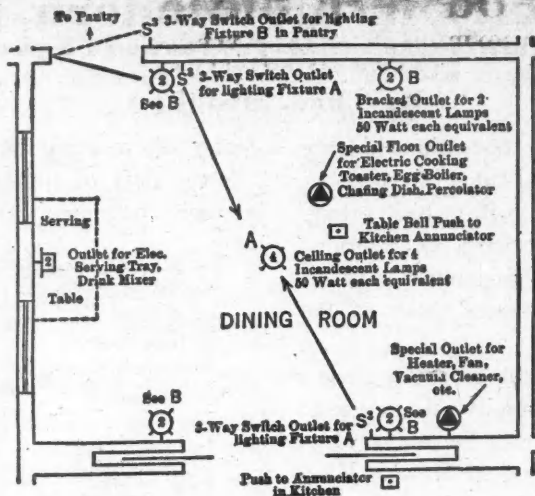 To Pantry
S³ 3-Way Switch Outlet for lighting
Fixture B in Pantry
2
S³
See B
3-Way Switch Outlet
for lighting Fixture A
B
2
Bracket Outlet for 2
Incandescent Lamps
50 Watt each equivalent
Special Floor Outlet
for Electric Cooking
Toaster, Egg Boiler,
Chafing Dish, Percolator
Serving
2
Outlet for Elec.
Serving Tray,
Drink Mixer
Table
Table Bell Push to
Kitchen Annunciator
A
4
Ceiling Outlet for 4
Incandescent Lamps
50 Watt each equivalent
DINING ROOM
Special Outlet for
Heater, Fan,
Vacuum Cleaner,
etc.
See B
2
3-Way Switch Outlet for
lighting Fixture A
S³
2
See
B
Push to Annunciator
in Kitchen